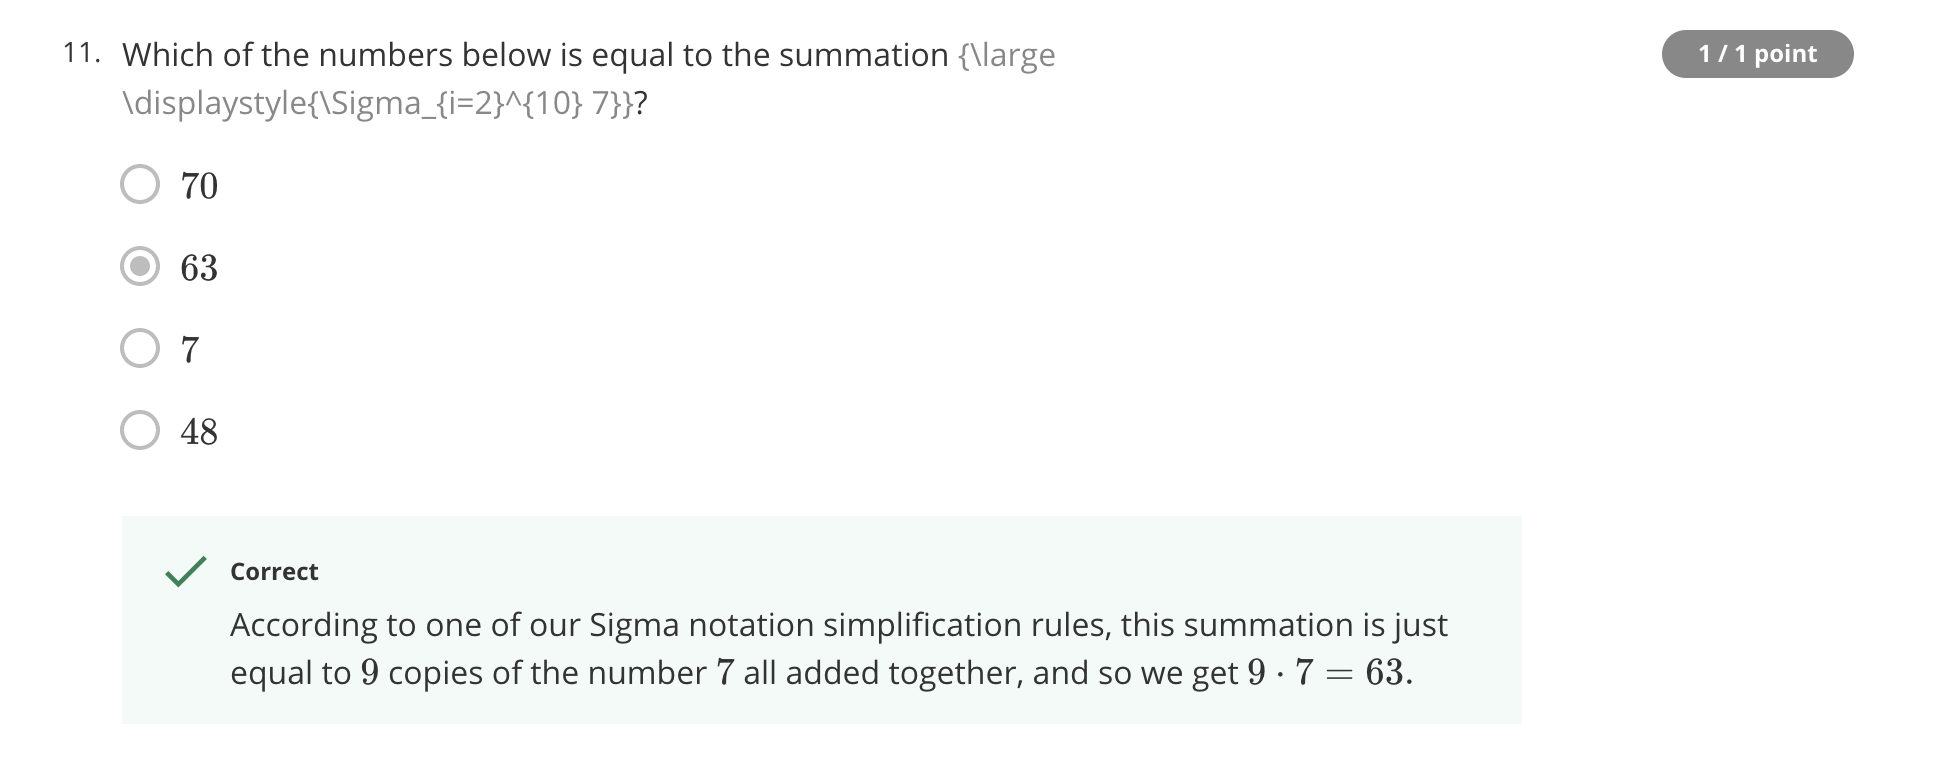 11. Which of the numbers below is equal to the summation {\large
\displaystyle{\Sigma_{i=2}^{10} 7}}?
1 / 1 point
70
63
7
48
Correct
According to one of our Sigma notation simplification rules, this summation is just
equal to 9 copies of the number 7 all added together, and so we get 9 · 7 = 63.